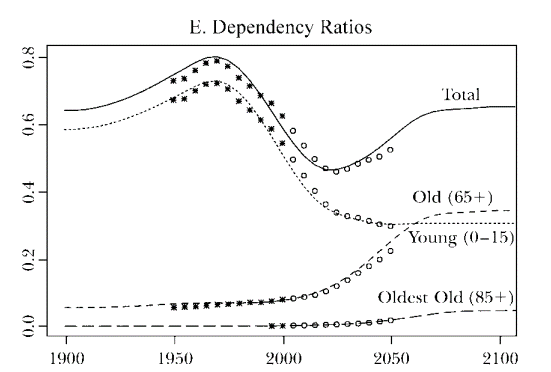 E. Dependency Ratios
0.8
0.6
0.4
0.2
0.0
Total
Old (65+)
Young (0–15)
Oldest Old (85+)
1900
1950
2000
2050
2100